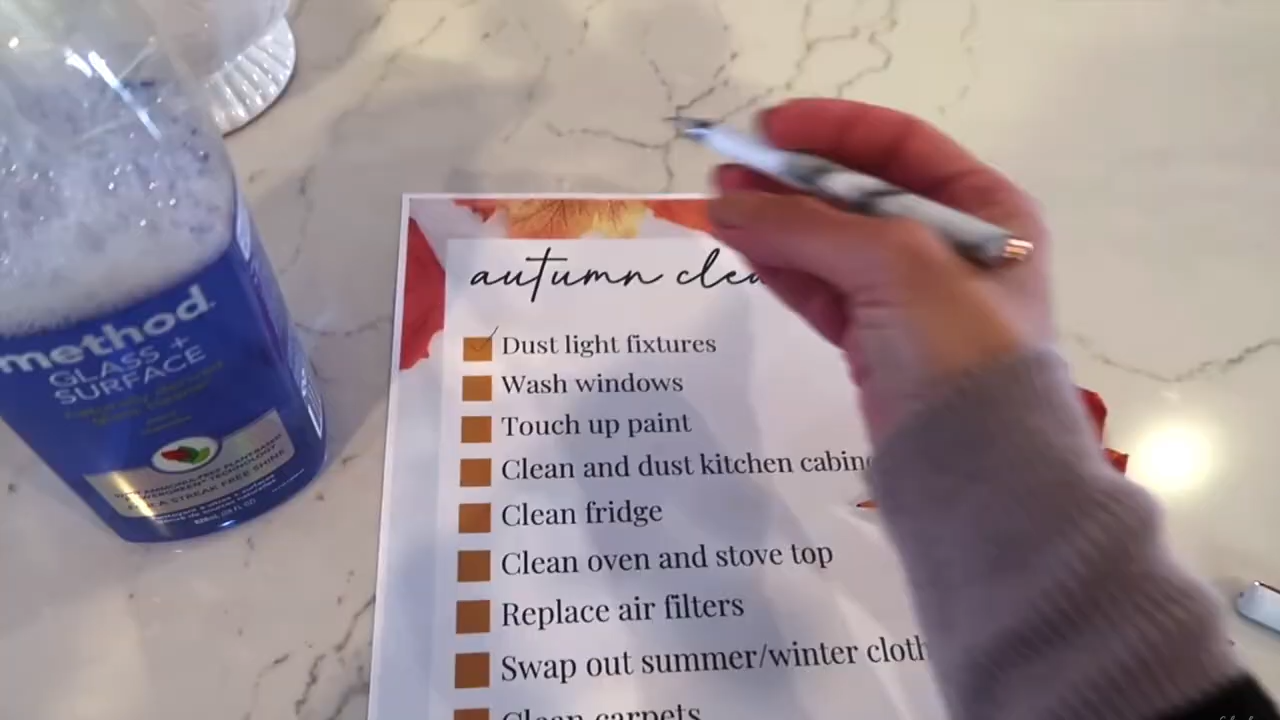 method.
GLASS +
SURFACE
autumn clea
Dust light fixtures
Wash windows
Touch up paint
Clean and dust kitchen cabin
Clean fridge
Clean oven and stove top
Replace air filters
Swap out summer/winter cloth
Clean carpets